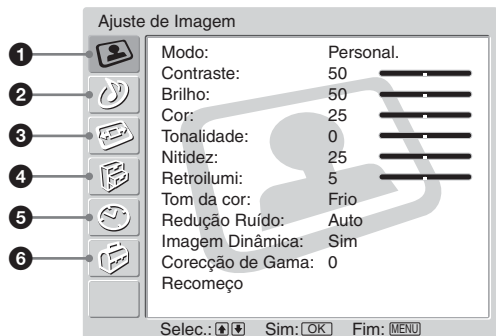 Ajuste de Imagem
1
2
3
4
5
6
Modo: Personal.
Contraste: 50
Brilho: 50
Cor: 25
Tonalidade: 0
Nitidez: 25
Retroilumi: 5
Tom da cor: Frio
Redução Ruído: Auto
Imagem Dinâmica: Sim
Corecção de Gama: 0
Recomeço
Selec.: Sim: OK Fim: MENU